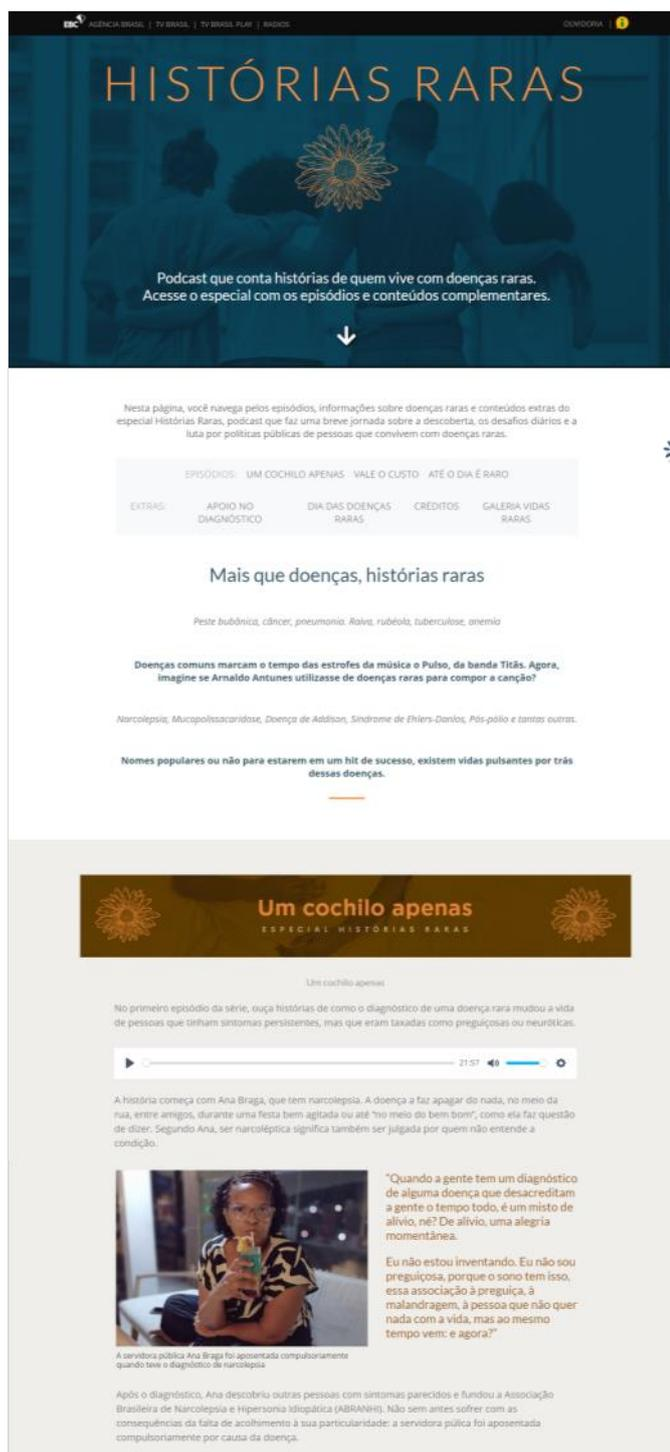 EBC AGÊNCIA BRASIL | TV BRASIL | TV BRASIL PLAY | RÁDIOS
OUVIDORIA | i
HISTÓRIAS RARAS
Podcast que conta histórias de quem vive com doenças raras.
Acesse o especial com os episódios e conteúdos complementares.
Nesta página, você navega pelos episódios, informações sobre doenças raras e conteúdos extras do
especial Histórias Raras, podcast que faz uma breve jornada sobre a descoberta, os desafios diários e a
luta por políticas públicas de pessoas que convivem com doenças raras.
EPISÓDIOS: UM COCHILO APENAS VALE O CUSTO ATÉ O DIA É RARO
EXTRAS: APOIO NO DIA DAS DOENÇAS CRÉDITOS GALERIA VIDAS
DIAGNÓSTICO RARAS RARAS
Mais que doenças, histórias raras
Peste bubônica, câncer, pneumonia. Raiva, rubéola, tuberculose, anemia
Doenças comuns marcam o tempo das estrofes da música o Pulso, da banda Titãs. Agora,
imagine se Arnaldo Antunes utilizasse de doenças raras para compor a canção?
Narcolepsia, Mucopolissacaridose, Doença de Addison, Síndrome de Ehlers-Danlos, Pós-pólio e tantas outras.
Nomes populares ou não para estarem em um hit de sucesso, existem vidas pulsantes por trás
dessas doenças.
Um cochilo apenas
ESPECIAL HISTÓRIAS RARAS
Um cochilo apenas
No primeiro episódio da série, ouça histórias de como o diagnóstico de uma doença rara mudou a vida
de pessoas que tinham sintomas persistentes, mas que eram taxadas como preguiçosas ou neuróticas.
21:57
A história começa com Ana Braga, que tem narcolepsia. A doença a faz apagar do nada, no meio da
rua, entre amigos, durante uma festa bem agitada ou até "no meio do bem bom", como ela faz questão
de dizer. Segundo Ana, ser narcoléptica significa também ser julgada por quem não entende a
condição.
"Quando a gente tem um diagnóstico
de alguma doença que desacreditam
a gente o tempo todo, é um misto de
alívio, né? De alívio, uma alegria
momentânea.
Eu não estou inventando. Eu não sou
preguiçosa, porque o sono tem isso,
essa associação à preguiça, à
malandragem, à pessoa que não quer
nada com a vida, mas ao mesmo
tempo vem: e agora?"
A servidora pública Ana Braga foi aposentada compulsoriamente
quando teve o diagnóstico de narcolepsia
Após o diagnóstico, Ana descobriu outras pessoas com sintomas parecidos e fundou a Associação
Brasileira de Narcolepsia e Hipersonia Idiopática (ABRANHI). Não sem antes sofrer com as
consequências da falta de acolhimento à sua particularidade: a servidora púlica foi aposentada
compulsoriamente por causa da doença.